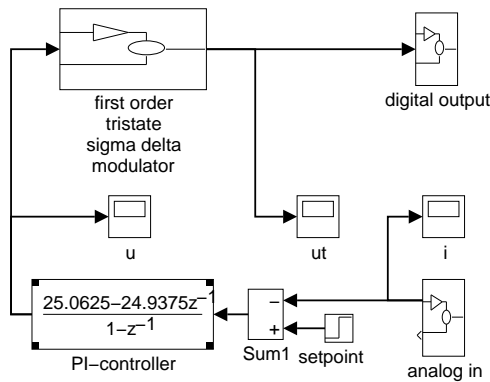 first order
tristate
sigma delta
modulator
digital output
u
ut
i
25.0625−24.9375z⁻¹
1−z⁻¹
PI−controller
−
+
Sum1
setpoint
analog in